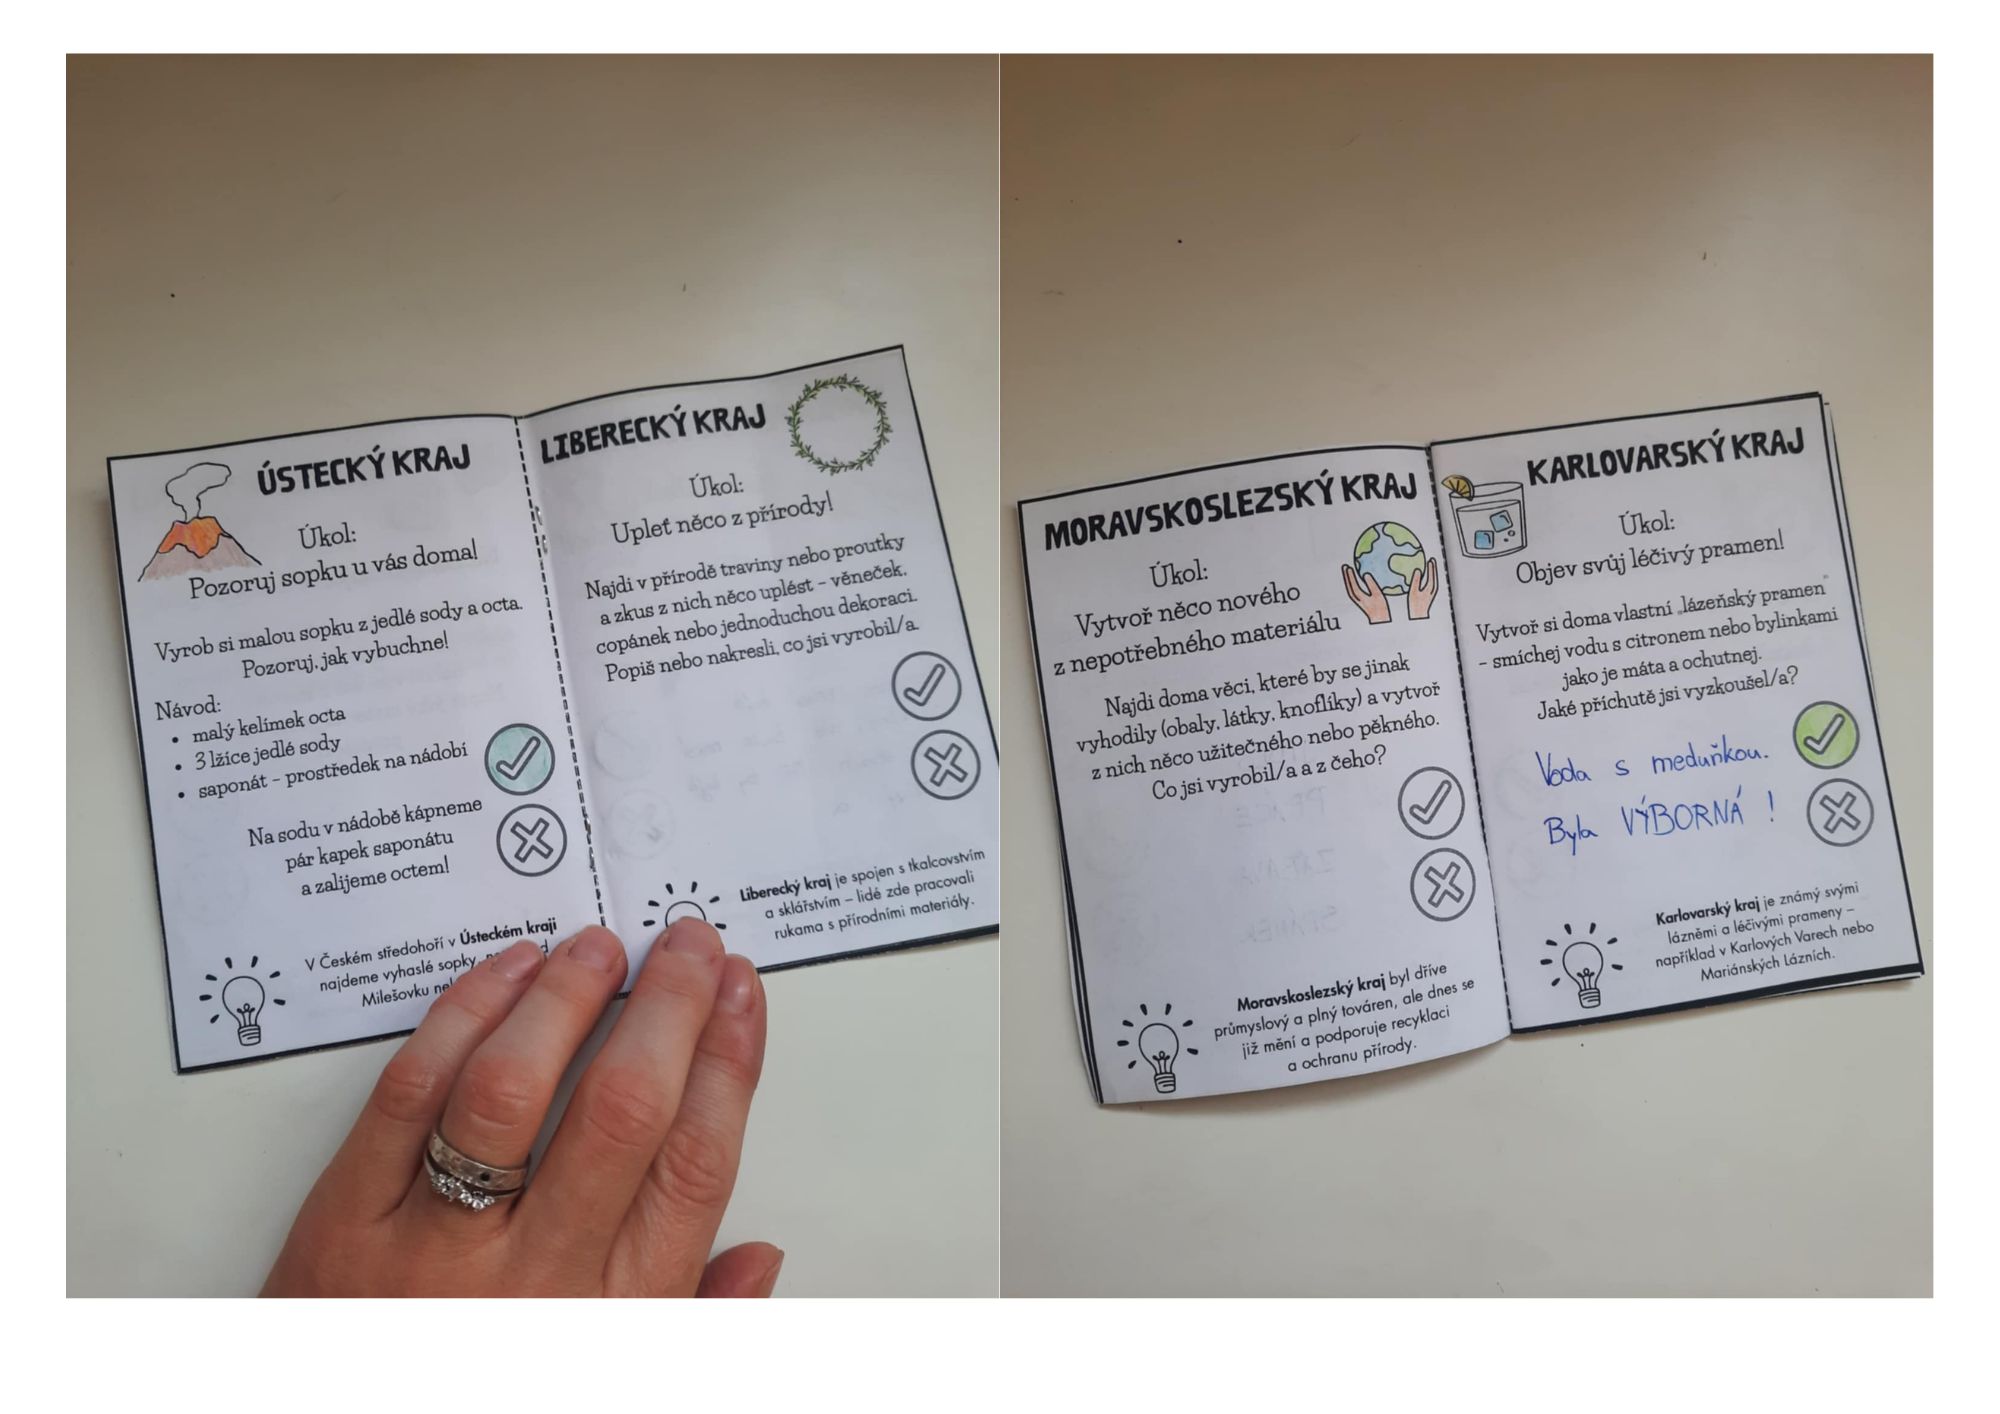 ÚSTECKÝ KRAJ
Úkol:
Pozoruj sopku u vás doma!
Vyrob si malou sopku z jedlé sody a octa.
Pozoruj, jak vybuchne!
Návod:
• malý kelímek octa
• 3 lžíce jedlé sody
• saponát - prostředek na nádobí
Na sodu v nádobě kápneme
pár kapek saponátu
a zalijeme octem!
V Českém středohoří v Ústeckém kraji
najdeme vyhaslé sopky,
Milešovku
LIBERECKÝ KRAJ
Úkol:
Upleť něco z přírody!
Najdi v přírodě traviny nebo proutky
a zkus z nich něco uplést - věneček,
copánek nebo jednoduchou dekoraci.
Popiš nebo nakresli, co jsi vyrobil/a.
Liberecký kraj je spojen s tkalcovstvím
a sklářstvím – lidé zde pracovali
rukama s přírodními materiály.
MORAVSKOSLEZSKÝ KRAJ
Úkol:
Vytvoř něco nového
z nepotřebného materiálu
Najdi doma věci, které by se jinak
vyhodily (obaly, látky, knoflíky) a vytvoř
z nich něco užitečného nebo pěkného.
Co jsi vyrobil/a a z čeho?
Moravskoslezský kraj byl dříve
průmyslový a plný továren, ale dnes se
již mění a podporuje recyklaci
a ochranu přírody.
KARLOVARSKÝ KRAJ
Úkol:
Objev svůj léčivý pramen!
Vytvoř si doma vlastní „lázeňský pramen"
- smíchej vodu s citronem nebo bylinkami
jako je máta a ochutnej.
Jaké příchutě jsi vyzkoušel/a?
Voda s meduňkou.
Byla VÝBORNÁ !
Karlovarský kraj je známý svými
lázněmi a léčivými prameny –
například v Karlových Varech nebo
Mariánských Lázních.